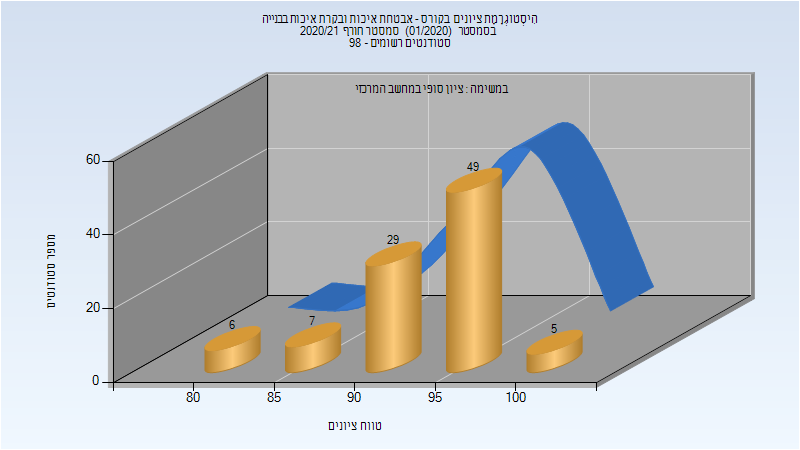 היסטוגרמת ציונים בקורס - אבטחת איכות ובקרת איכות בבנייה
בסמסטר (01/2020) סמסטר חורף 2020/21
סטודנטים רשומים - 98
במשימה : ציון סופי במחשב המרכזי
מספר סטודנטים
60
40
20
0
6
7
29
49
5
80
85
90
95
100
טווח ציונים